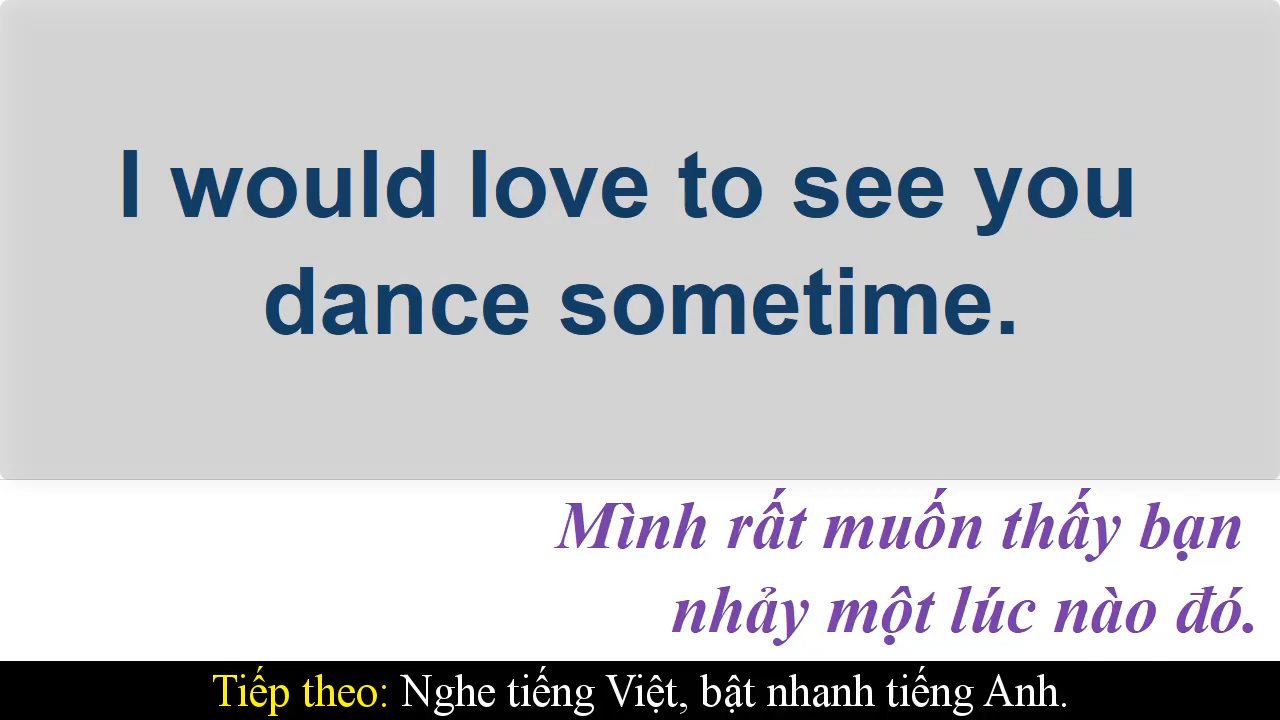 I would love to see you
dance sometime.
Mình rất muốn thấy bạn
nhảy một lúc nào đó.
Tiếp theo: Nghe tiếng Việt, bật nhanh tiếng Anh.